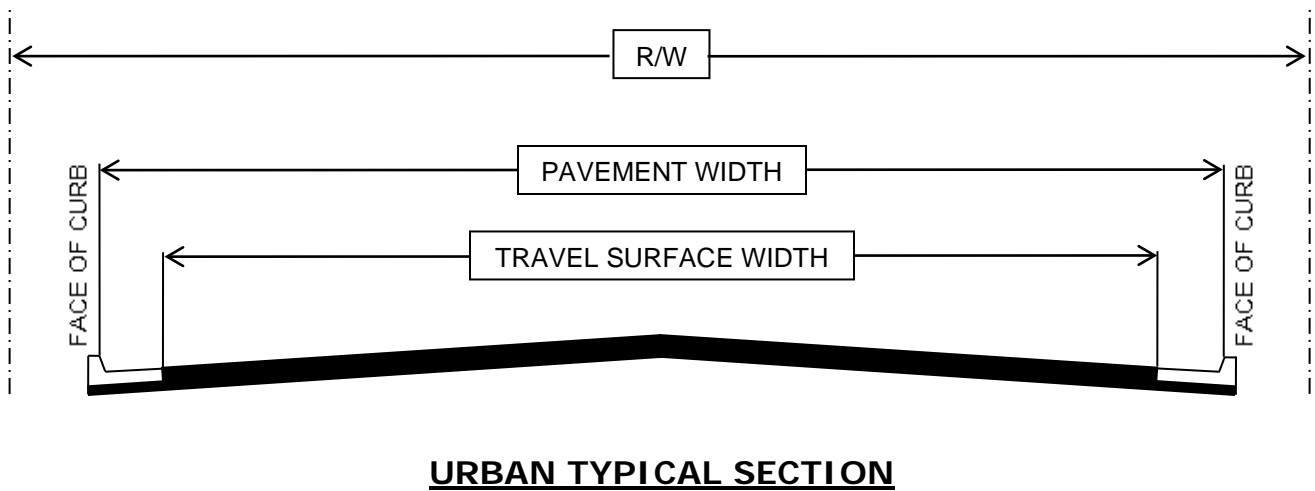 R/W
PAVEMENT WIDTH
FACE OF CURB
FACE OF CURB
TRAVEL SURFACE WIDTH
URBAN TYPICAL SECTION